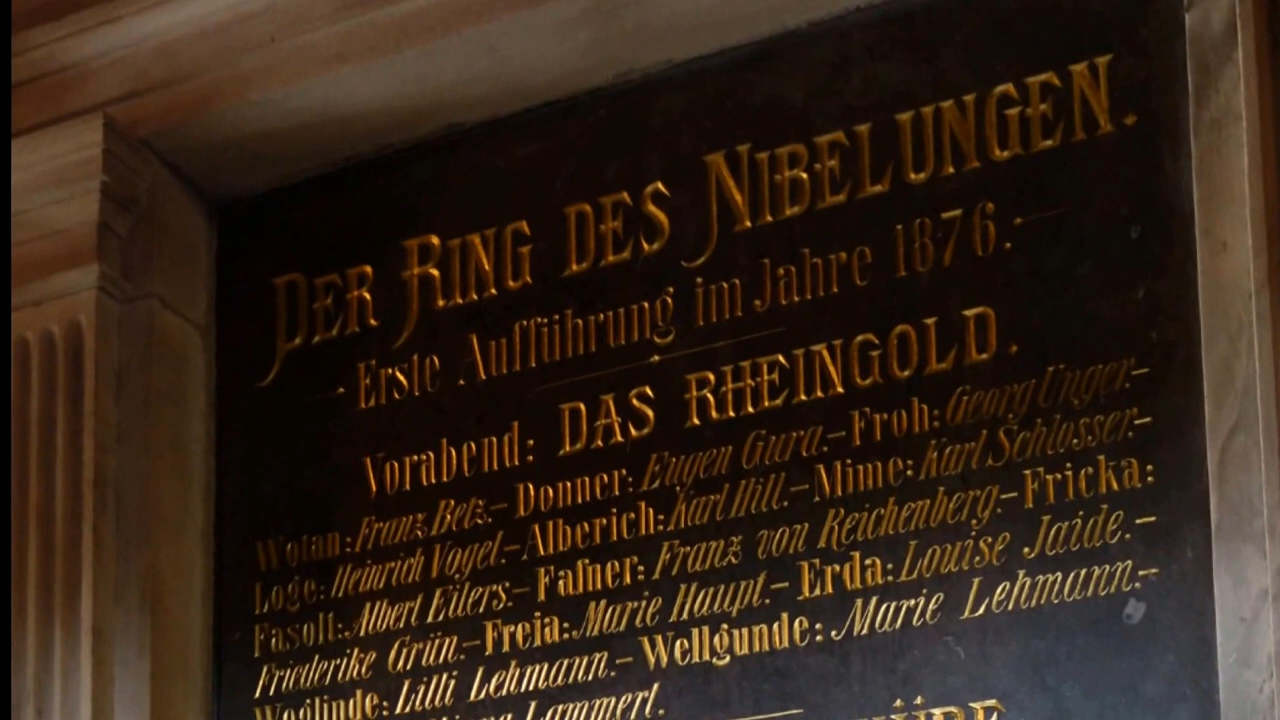 DER RING DES NIBELUNGEN.
Erste Aufführung im Jahre 1876.
Vorabend: DAS RHEINGOLD.
Wotan: Franz Betz.– Donner: Eugen Gura.– Froh: Georg Unger.–
Loge: Heinrich Vogel.– Alberich: Karl Hill.– Mime: Karl Schlosser.–
Fasolt: Albert Eilers.– Fafner: Franz von Reichenberg.– Fricka:
Friederike Grün.– Freia: Marie Haupt.– Erda: Louise Jaide.–
Woglinde: Lilli Lehmann.– Wellgunde: Marie Lehmann.–
Lammert.